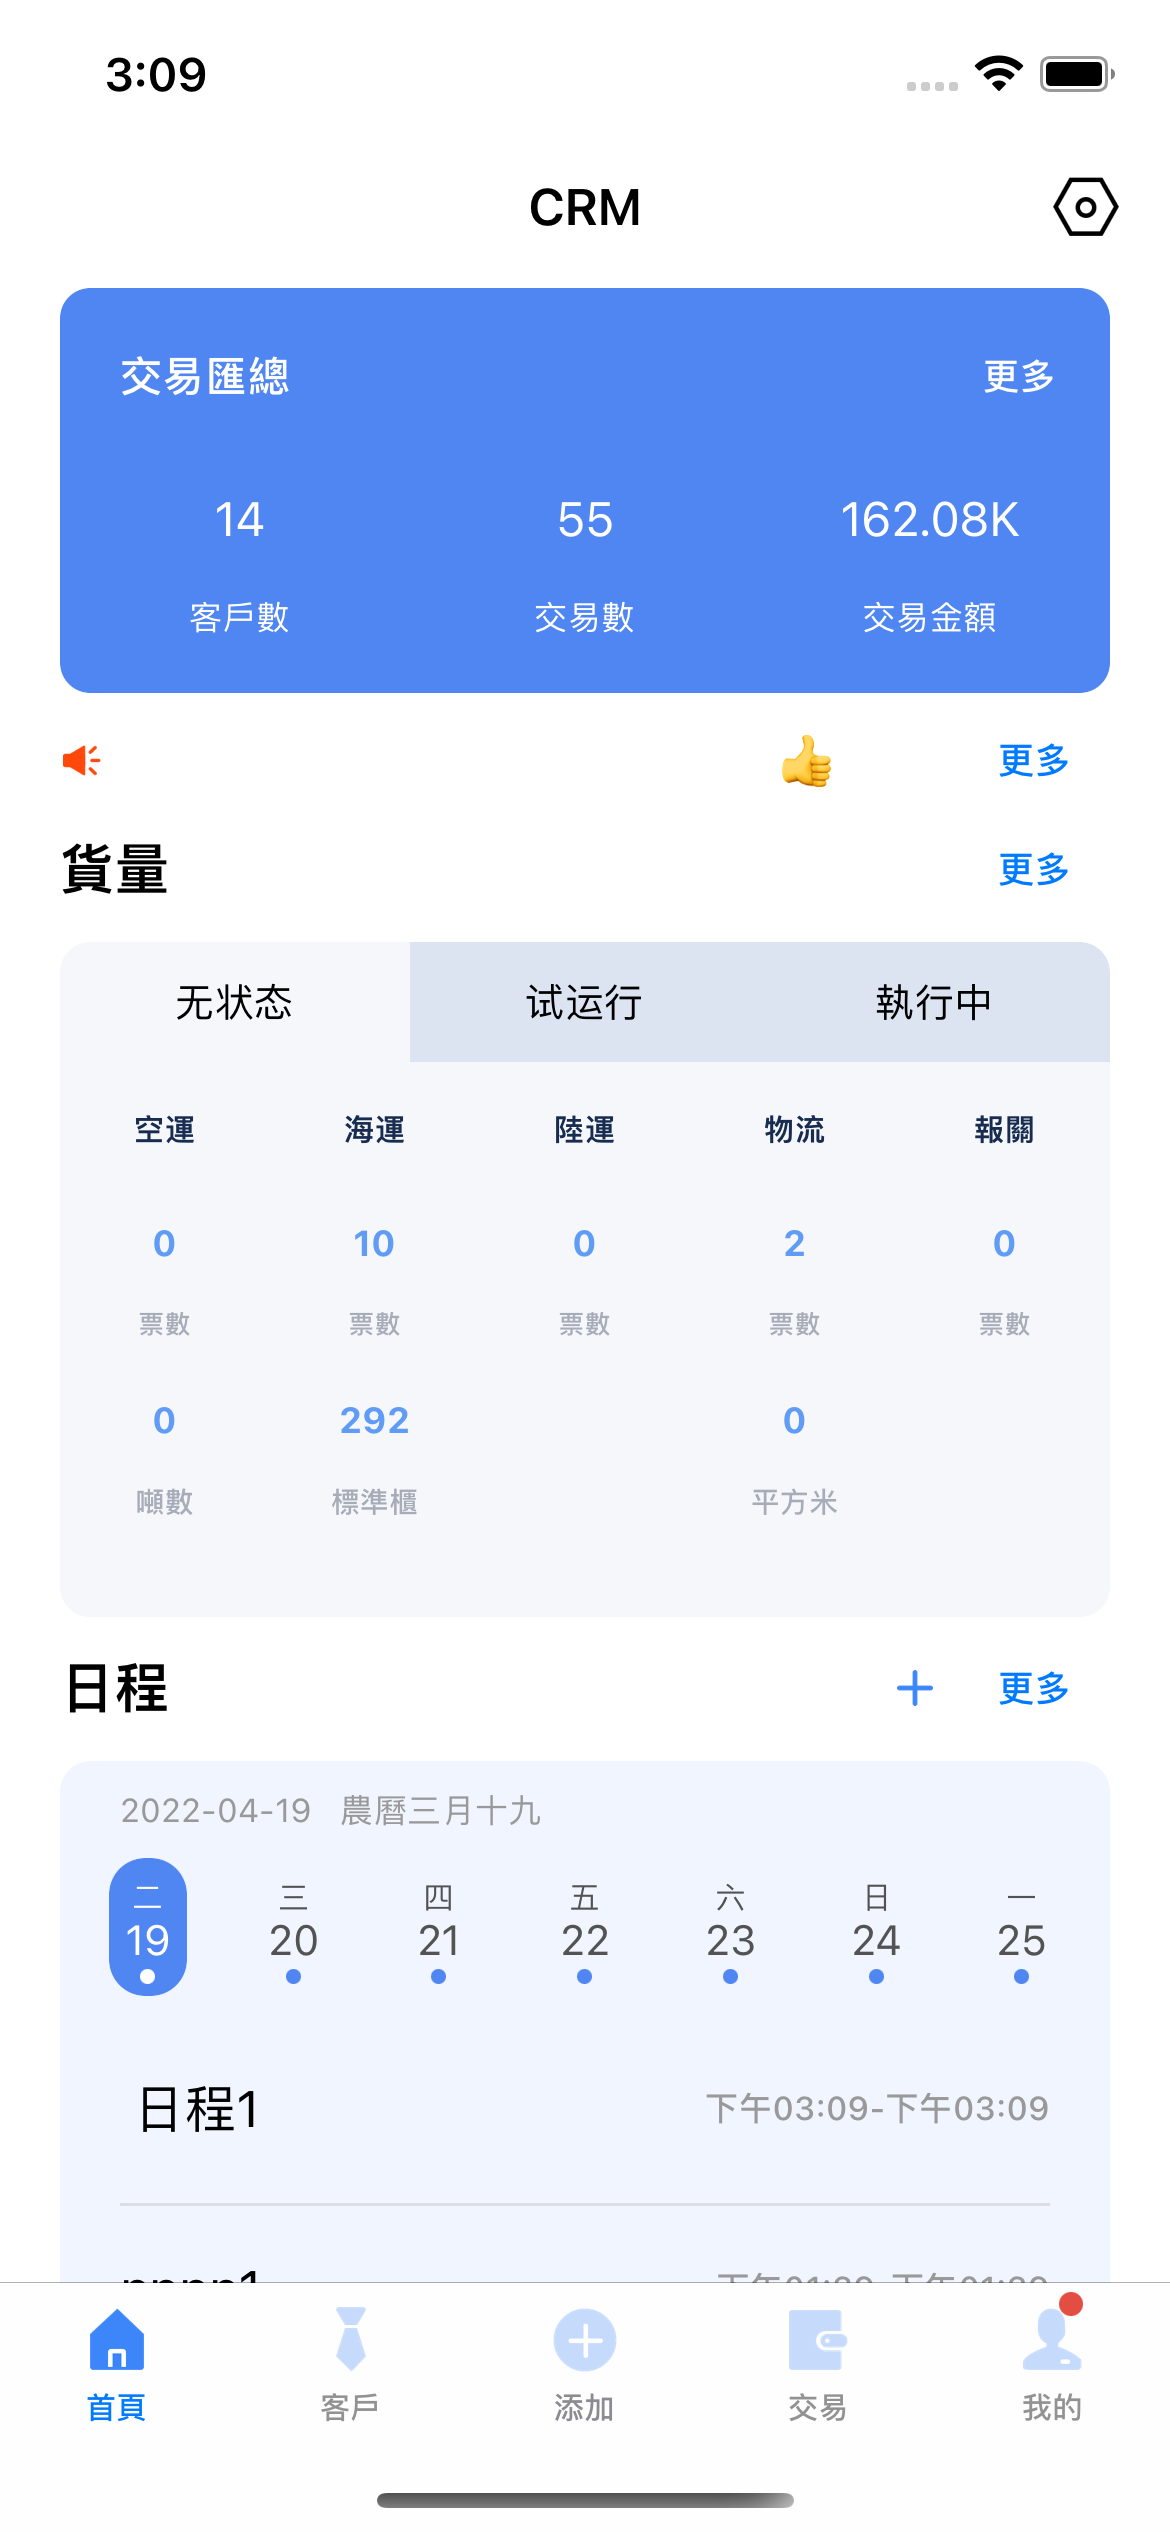 3:09
CRM
交易匯總 更多
14 55 162.08K
客戶數 交易數 交易金額
更多
貨量 更多
无状态 试运行 執行中
空運 海運 陸運 物流 報關
0 10 0 2 0
票數 票數 票數 票數 票數
0 292 0
噸數 標準櫃 平方米
日程 更多
2022-04-19 農曆三月十九
二 三 四 五 六 日 一
19 20 21 22 23 24 25
日程1 下午03:09-下午03:09
首頁 客戶 添加 交易 我的